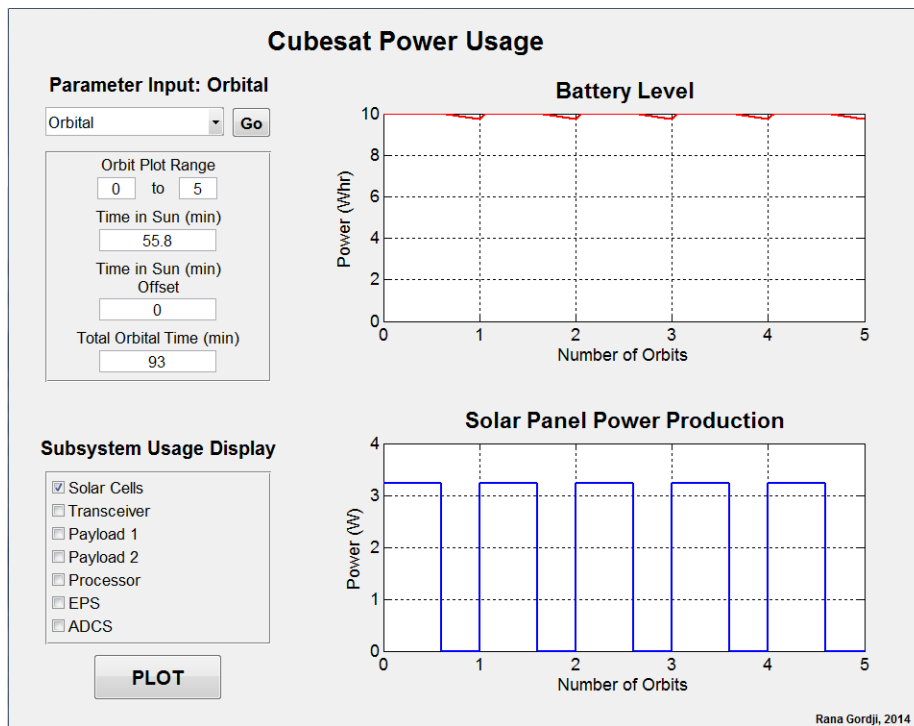 Cubesat Power Usage
Parameter Input: Orbital
Orbital
Go
Orbit Plot Range
0 to 5
Time in Sun (min)
55.8
Time in Sun (min)
Offset
0
Total Orbital Time (min)
93
Subsystem Usage Display
Solar Cells
Transceiver
Payload 1
Payload 2
Processor
EPS
ADCS
PLOT
Battery Level
Power (Whr)
10
8
6
4
2
0
0 1 2 3 4 5
Number of Orbits
Solar Panel Power Production
Power (W)
4
3
2
1
0
0 1 2 3 4 5
Number of Orbits
Rana Gordji, 2014